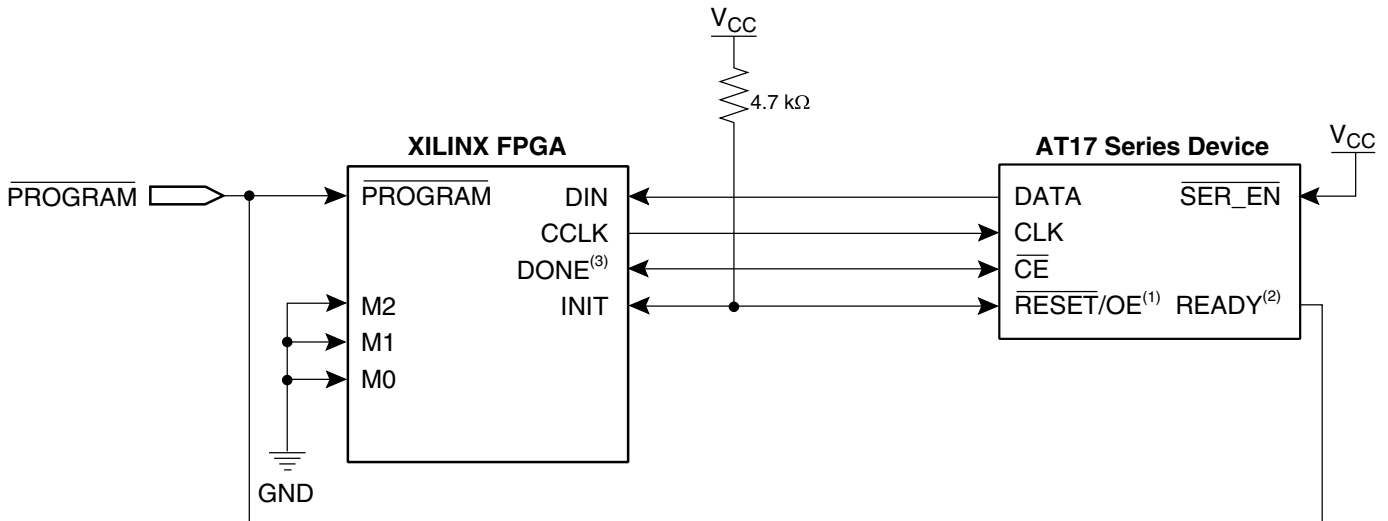 VCC
4.7 kΩ
XILINX FPGA
AT17 Series Device
VCC
PROGRAM
PROGRAM
DIN
DATA
SER_EN
CCLK
CLK
DONE(3)
CE
M2
INIT
RESET/OE(1)
READY(2)
M1
M0
GND